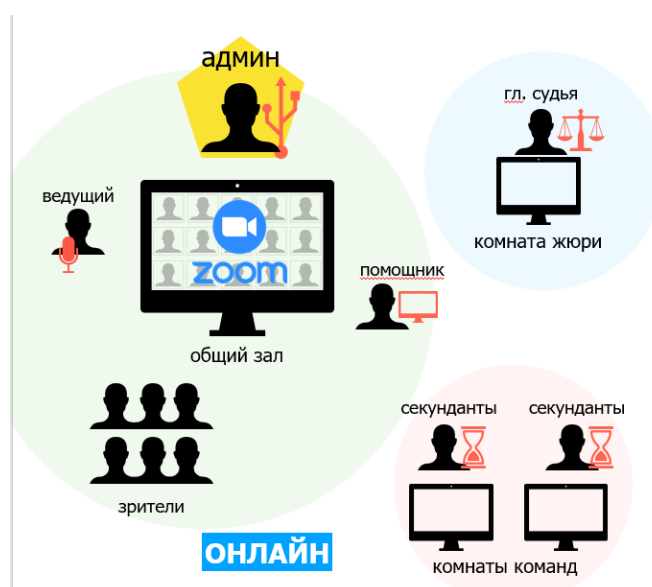 админ
гл. судья
ведущий
zoom
комната жюри
помощник
общий зал
секунданты
секунданты
зрители
ОНЛАЙН
комнаты команд